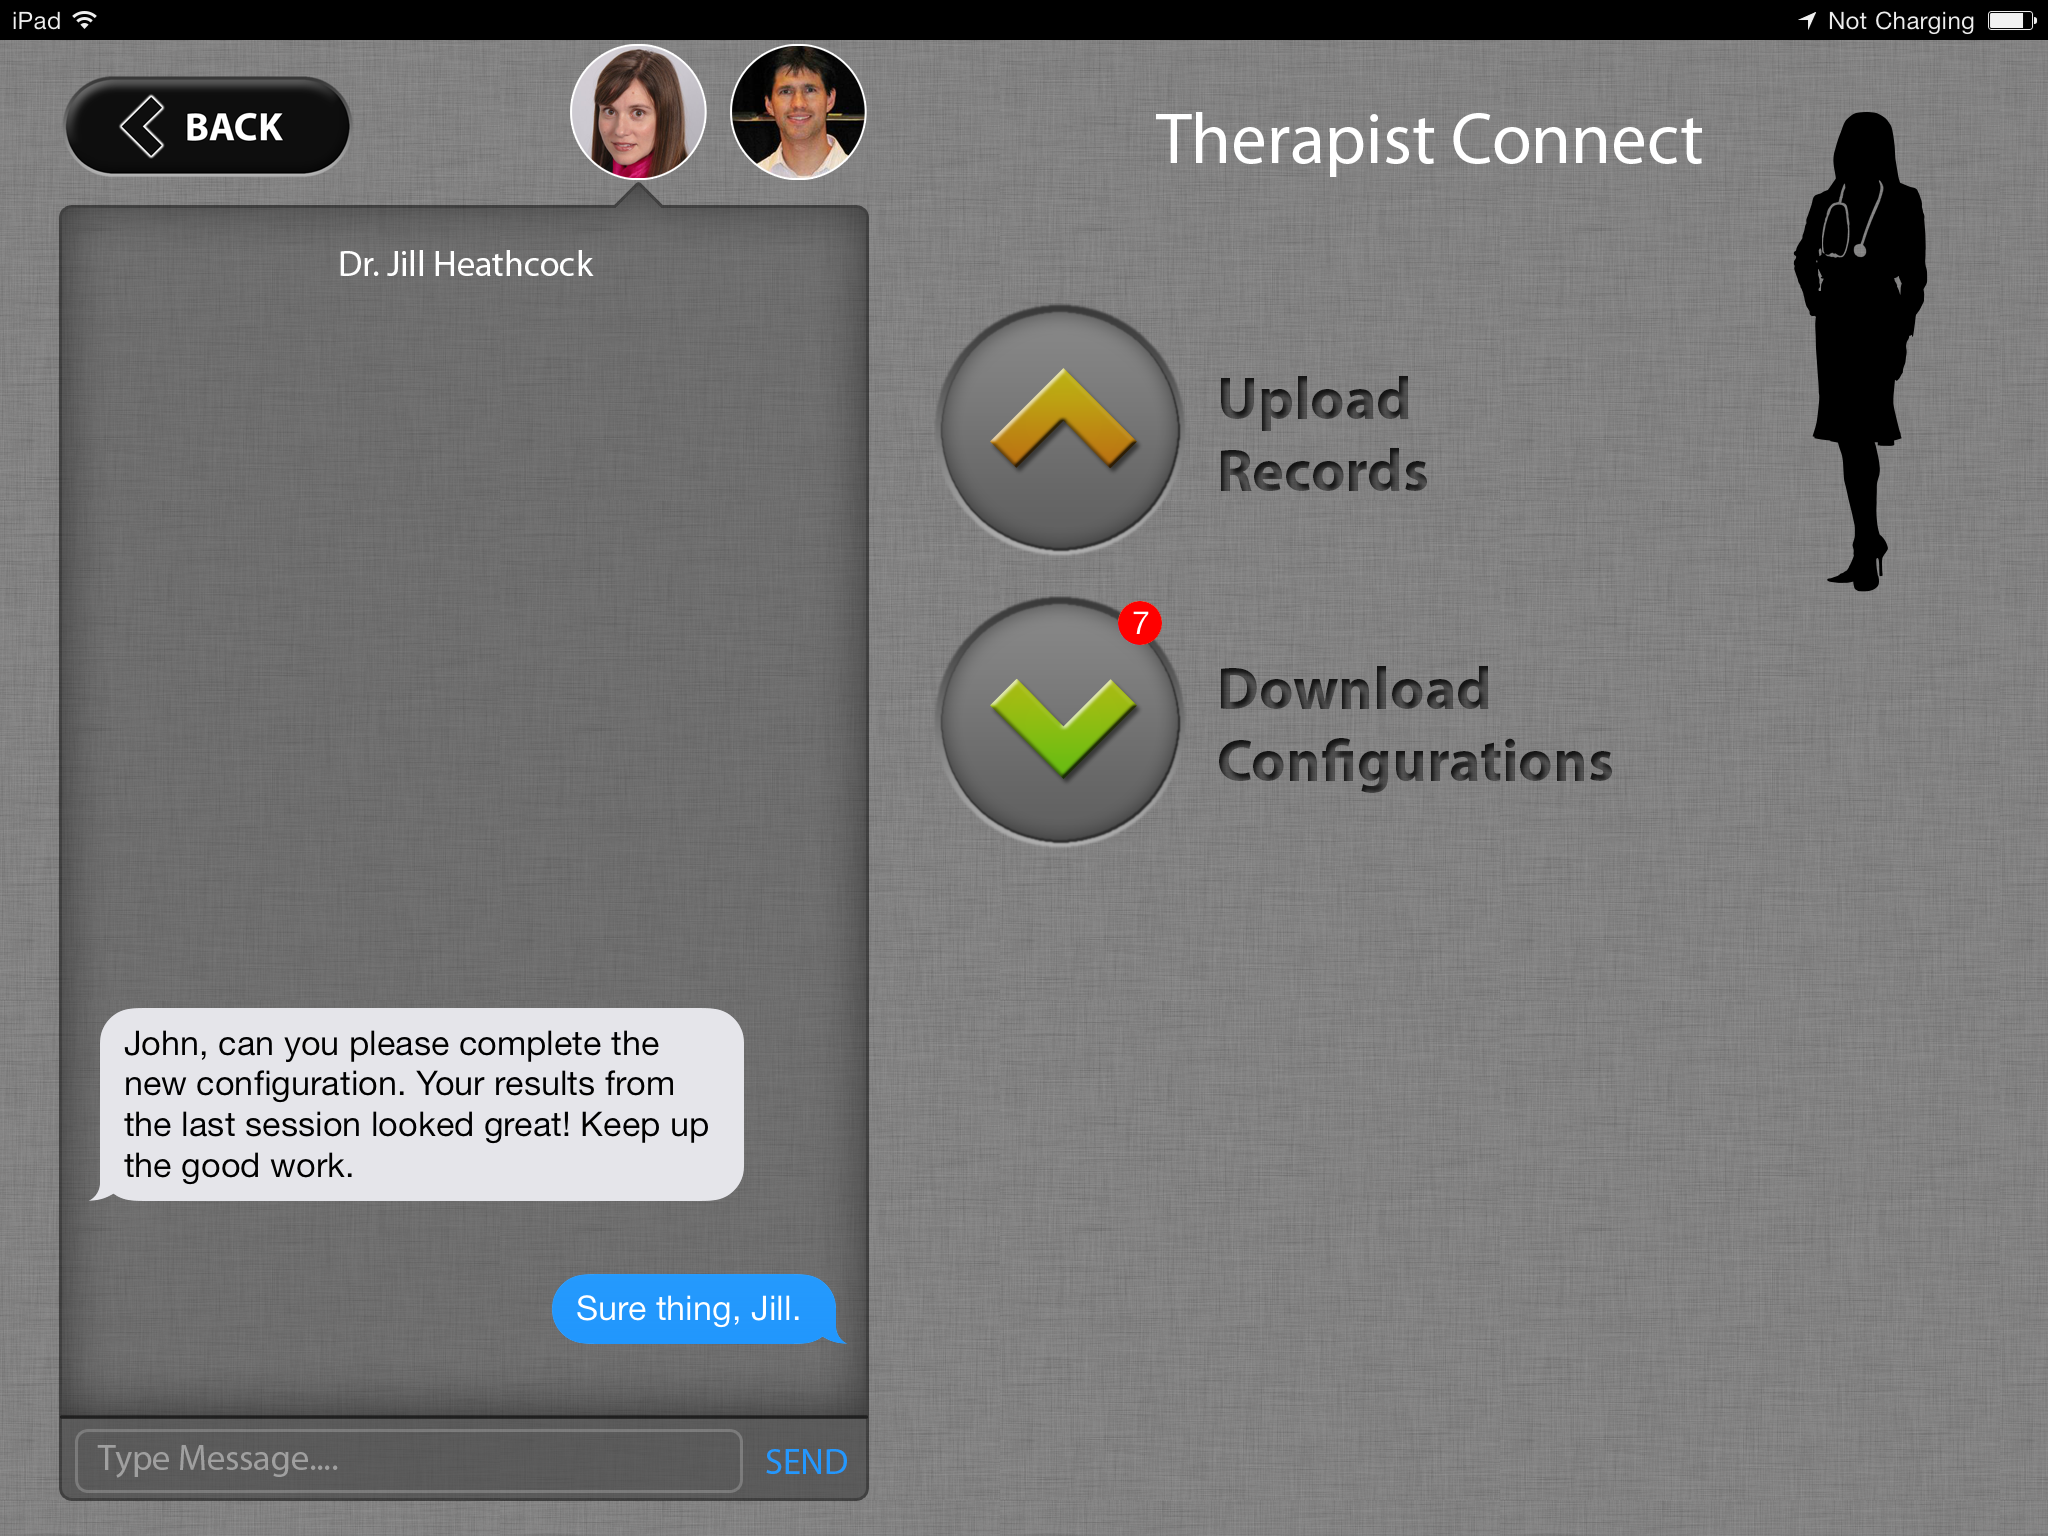 iPad
Not Charging
BACK
Therapist Connect
Dr. Jill Heathcock
Upload
Records
7
Download
Configurations
John, can you please complete the
new configuration. Your results from
the last session looked great! Keep up
the good work.
Sure thing, Jill.
Type Message....
SEND